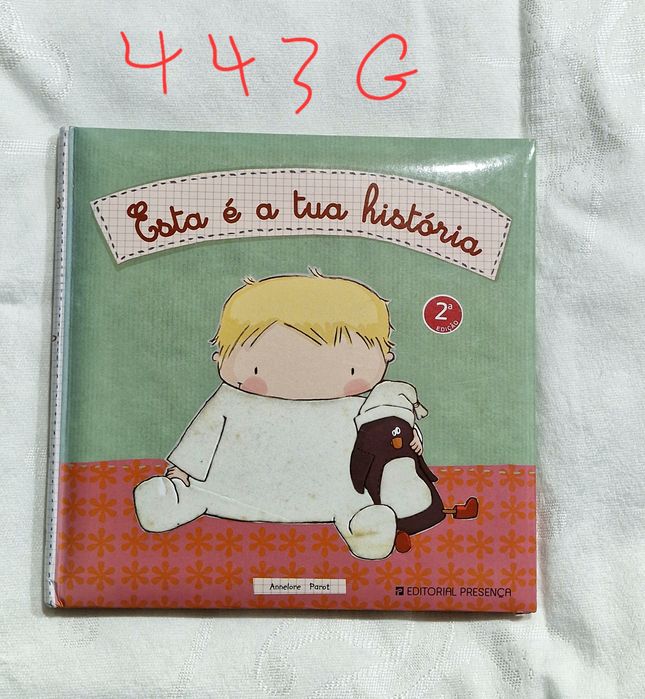 443G
Esta é a tua história
2ª
EDIÇÃO
Annelore Parot
EDITORIAL PRESENÇA